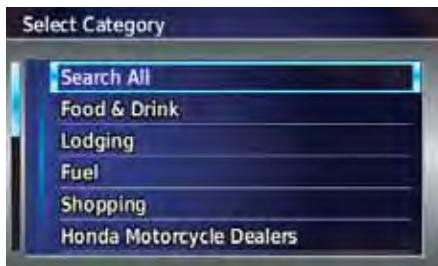 Select Category
Search All
Food & Drink
Lodging
Fuel
Shopping
Honda Motorcycle Dealers